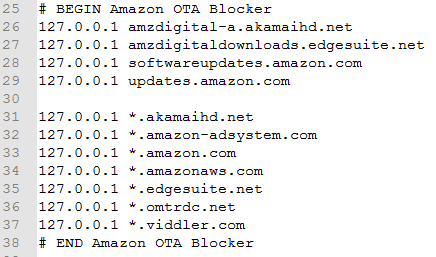 25 # BEGIN Amazon OTA Blocker
26 127.0.0.1 amzdigital-a.akamaihd.net
27 127.0.0.1 amzdigitaldownloads.edgesuite.net
28 127.0.0.1 softwareupdates.amazon.com
29 127.0.0.1 updates.amazon.com
30
31 127.0.0.1 *.akamaihd.net
32 127.0.0.1 *.amazon-adsystem.com
33 127.0.0.1 *.amazon.com
34 127.0.0.1 *.amazonaws.com
35 127.0.0.1 *.edgesuite.net
36 127.0.0.1 *.omtrdc.net
37 127.0.0.1 *.viddler.com
38 # END Amazon OTA Blocker